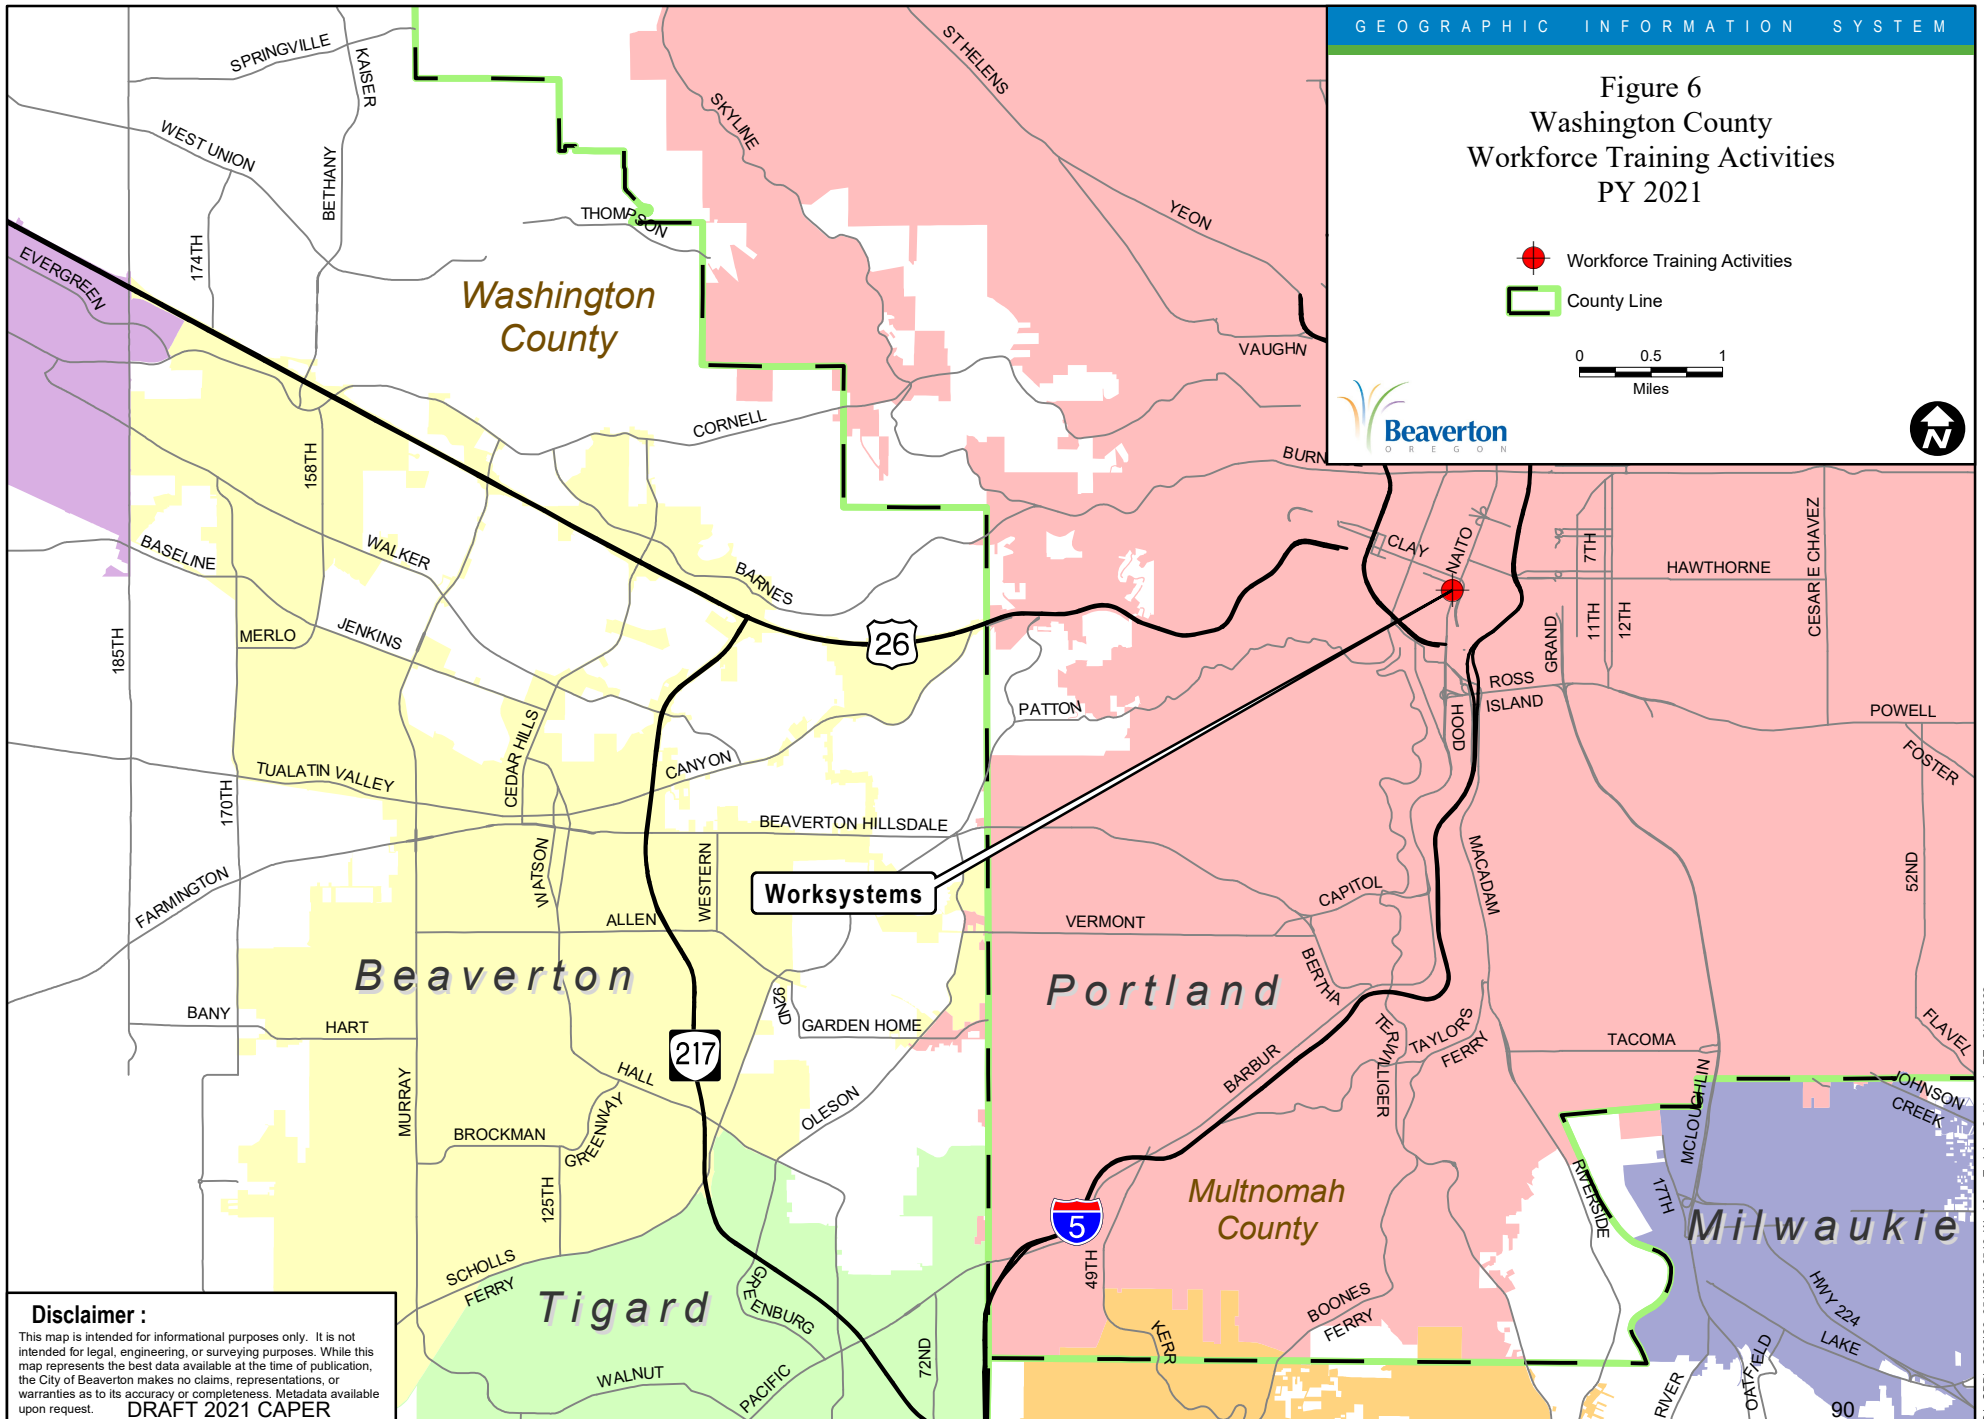 GEOGRAPHIC INFORMATION SYSTEM
Figure 6
Washington County
Workforce Training Activities
PY 2021
Workforce Training Activities
County Line
0 0.5 1
Miles
Beaverton
OREGON
N
SPRINGVILLE
KAISER
WEST UNION
BETHANY
174TH
THOMPSON
EVERGREEN
Washington
County
SKYLINE
ST HELENS
YEON
VAUGHN
CORNELL
BURN
158TH
WALKER
BASELINE
BARNES
JENKINS
MERLO
185TH
26
CLAY
NAITO
7TH
11TH
12TH
GRAND
HAWTHORNE
CESAR E CHAVEZ
ROSS
ISLAND
HOOD
PATTON
POWELL
FOSTER
CEDAR HILLS
CANYON
TUALATIN VALLEY
170TH
BEAVERTON HILLSDALE
WATSON
WESTERN
Worksystems
FARMINGTON
ALLEN
MACADAM
CAPITOL
VERMONT
52ND
Beaverton
Portland
BERTHA
92ND
BANY
HART
GARDEN HOME
217
TERWILLIGER
TAYLORS
FERRY
TACOMA
FLAVEL
HALL
BARBUR
MURRAY
OLESON
GREENWAY
BROCKMAN
125TH
MCLOUGHLIN
JOHNSON
CREEK
RIVERSIDE
17TH
Multnomah
County
5
Milwaukie
49TH
SCHOLLS
FERRY
Tigard
GREENBURG
BOONES
FERRY
KERR
HWY 224
LAKE
OATFIELD
RIVER
WALNUT
PACIFIC
72ND
Disclaimer :
This map is intended for informational purposes only. It is not
intended for legal, engineering, or surveying purposes. While this
map represents the best data available at the time of publication,
the City of Beaverton makes no claims, representations, or
warranties as to its accuracy or completeness. Metadata available
upon request.
DRAFT 2021 CAPER
90